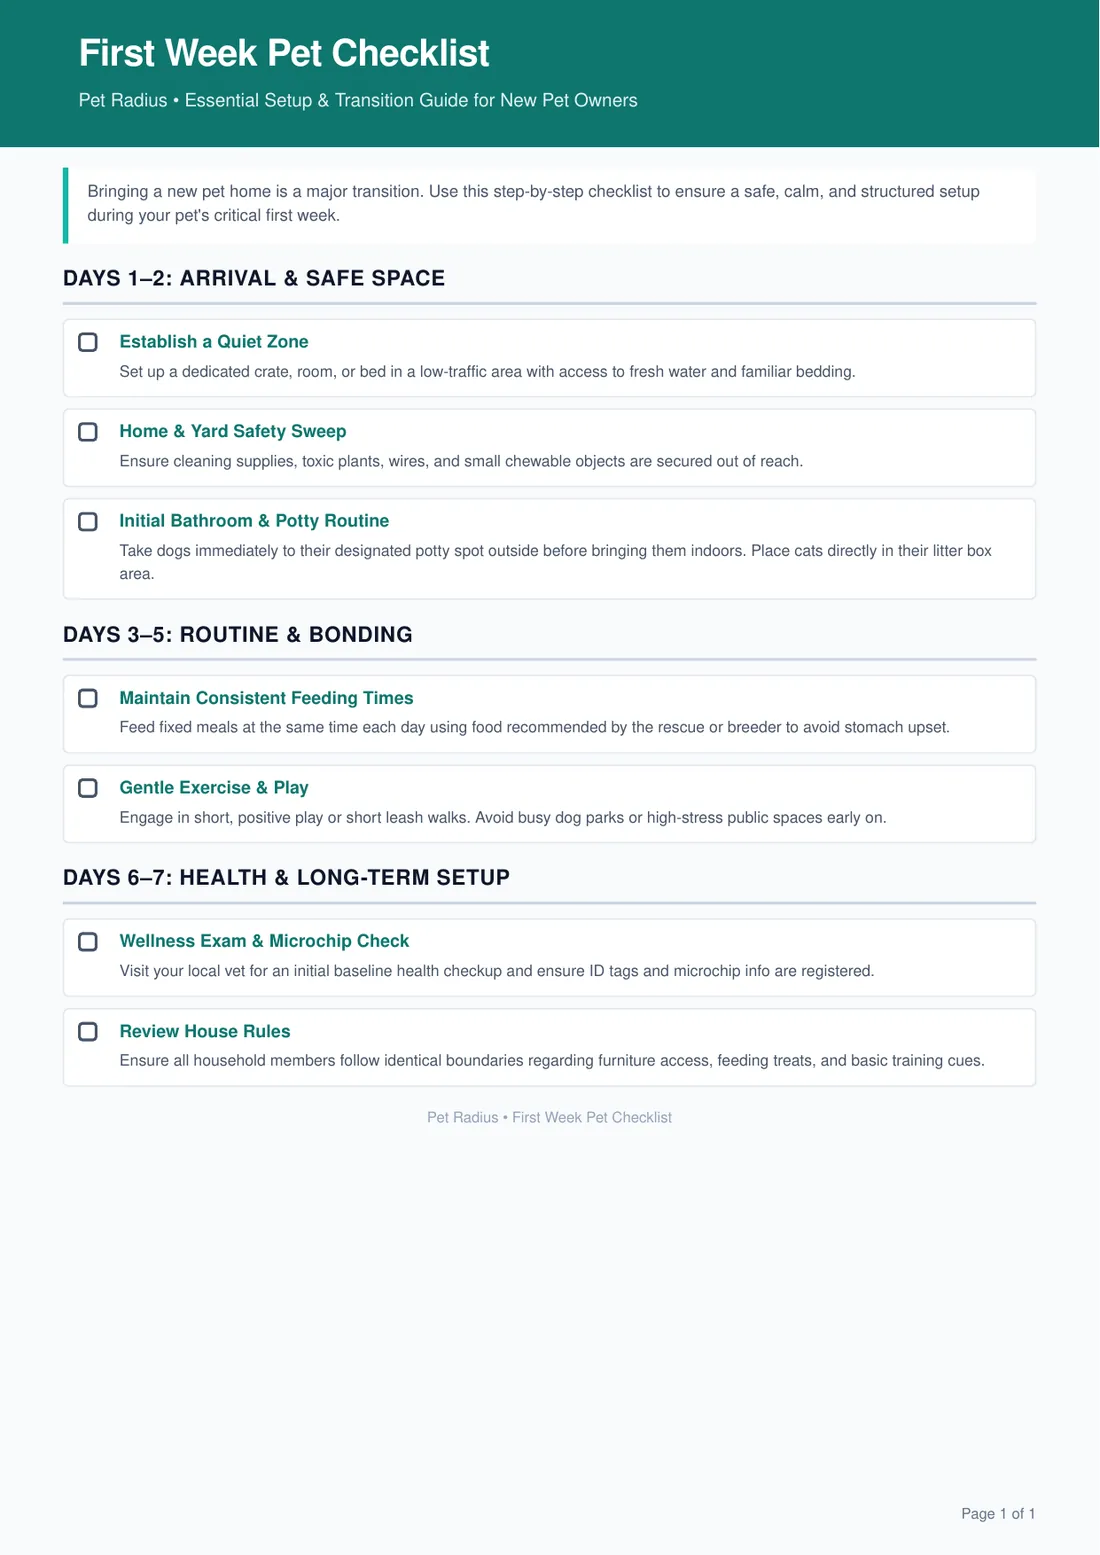 First Week Pet Checklist
Pet Radius • Essential Setup & Transition Guide for New Pet Owners
Bringing a new pet home is a major transition. Use this step-by-step checklist to ensure a safe, calm, and structured setup
during your pet's critical first week.
DAYS 1–2: ARRIVAL & SAFE SPACE
Establish a Quiet Zone
Set up a dedicated crate, room, or bed in a low-traffic area with access to fresh water and familiar bedding.
Home & Yard Safety Sweep
Ensure cleaning supplies, toxic plants, wires, and small chewable objects are secured out of reach.
Initial Bathroom & Potty Routine
Take dogs immediately to their designated potty spot outside before bringing them indoors. Place cats directly in their litter box
area.
DAYS 3–5: ROUTINE & BONDING
Maintain Consistent Feeding Times
Feed fixed meals at the same time each day using food recommended by the rescue or breeder to avoid stomach upset.
Gentle Exercise & Play
Engage in short, positive play or short leash walks. Avoid busy dog parks or high-stress public spaces early on.
DAYS 6–7: HEALTH & LONG-TERM SETUP
Wellness Exam & Microchip Check
Visit your local vet for an initial baseline health checkup and ensure ID tags and microchip info are registered.
Review House Rules
Ensure all household members follow identical boundaries regarding furniture access, feeding treats, and basic training cues.
Pet Radius • First Week Pet Checklist
Page 1 of 1